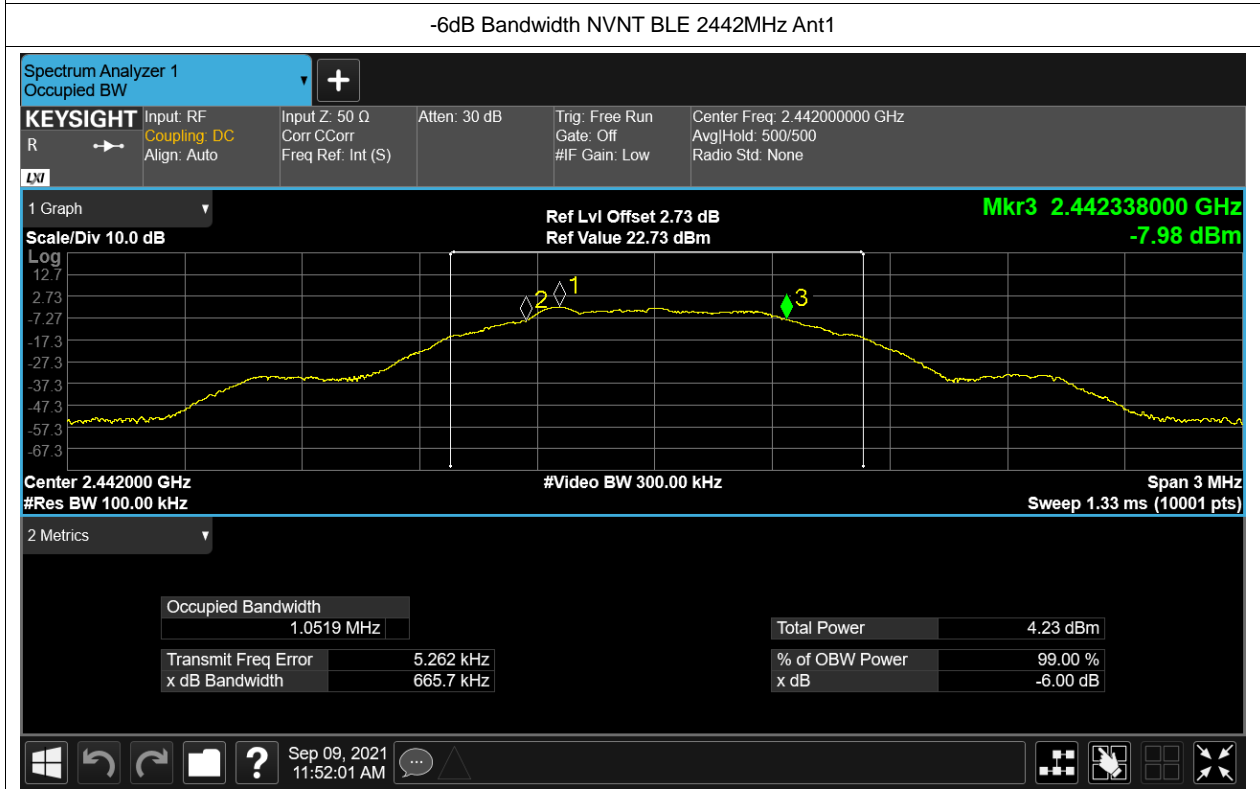 -6dB Bandwidth NVNT BLE 2442MHz Ant1
Spectrum Analyzer 1
Occupied BW
+
KEYSIGHT
R
LXI
Input: RF
Coupling: DC
Align: Auto
Input Z: 50 Ω
Corr CCorr
Freq Ref: Int (S)
Atten: 30 dB
Trig: Free Run
Gate: Off
#IF Gain: Low
Center Freq: 2.442000000 GHz
Avg|Hold: 500/500
Radio Std: None
1 Graph
Scale/Div 10.0 dB
Ref Lvl Offset 2.73 dB
Ref Value 22.73 dBm
Mkr3 2.442338000 GHz
-7.98 dBm
Log
12.7
2.73
-7.27
-17.3
-27.3
-37.3
-47.3
-57.3
-67.3
2
1
3
Center 2.442000 GHz
#Res BW 100.00 kHz
#Video BW 300.00 kHz
Span 3 MHz
Sweep 1.33 ms (10001 pts)
2 Metrics
Occupied Bandwidth
1.0519 MHz
Transmit Freq Error 5.262 kHz
x dB Bandwidth 665.7 kHz
Total Power 4.23 dBm
% of OBW Power 99.00 %
x dB -6.00 dB
?
Sep 09, 2021
11:52:01 AM